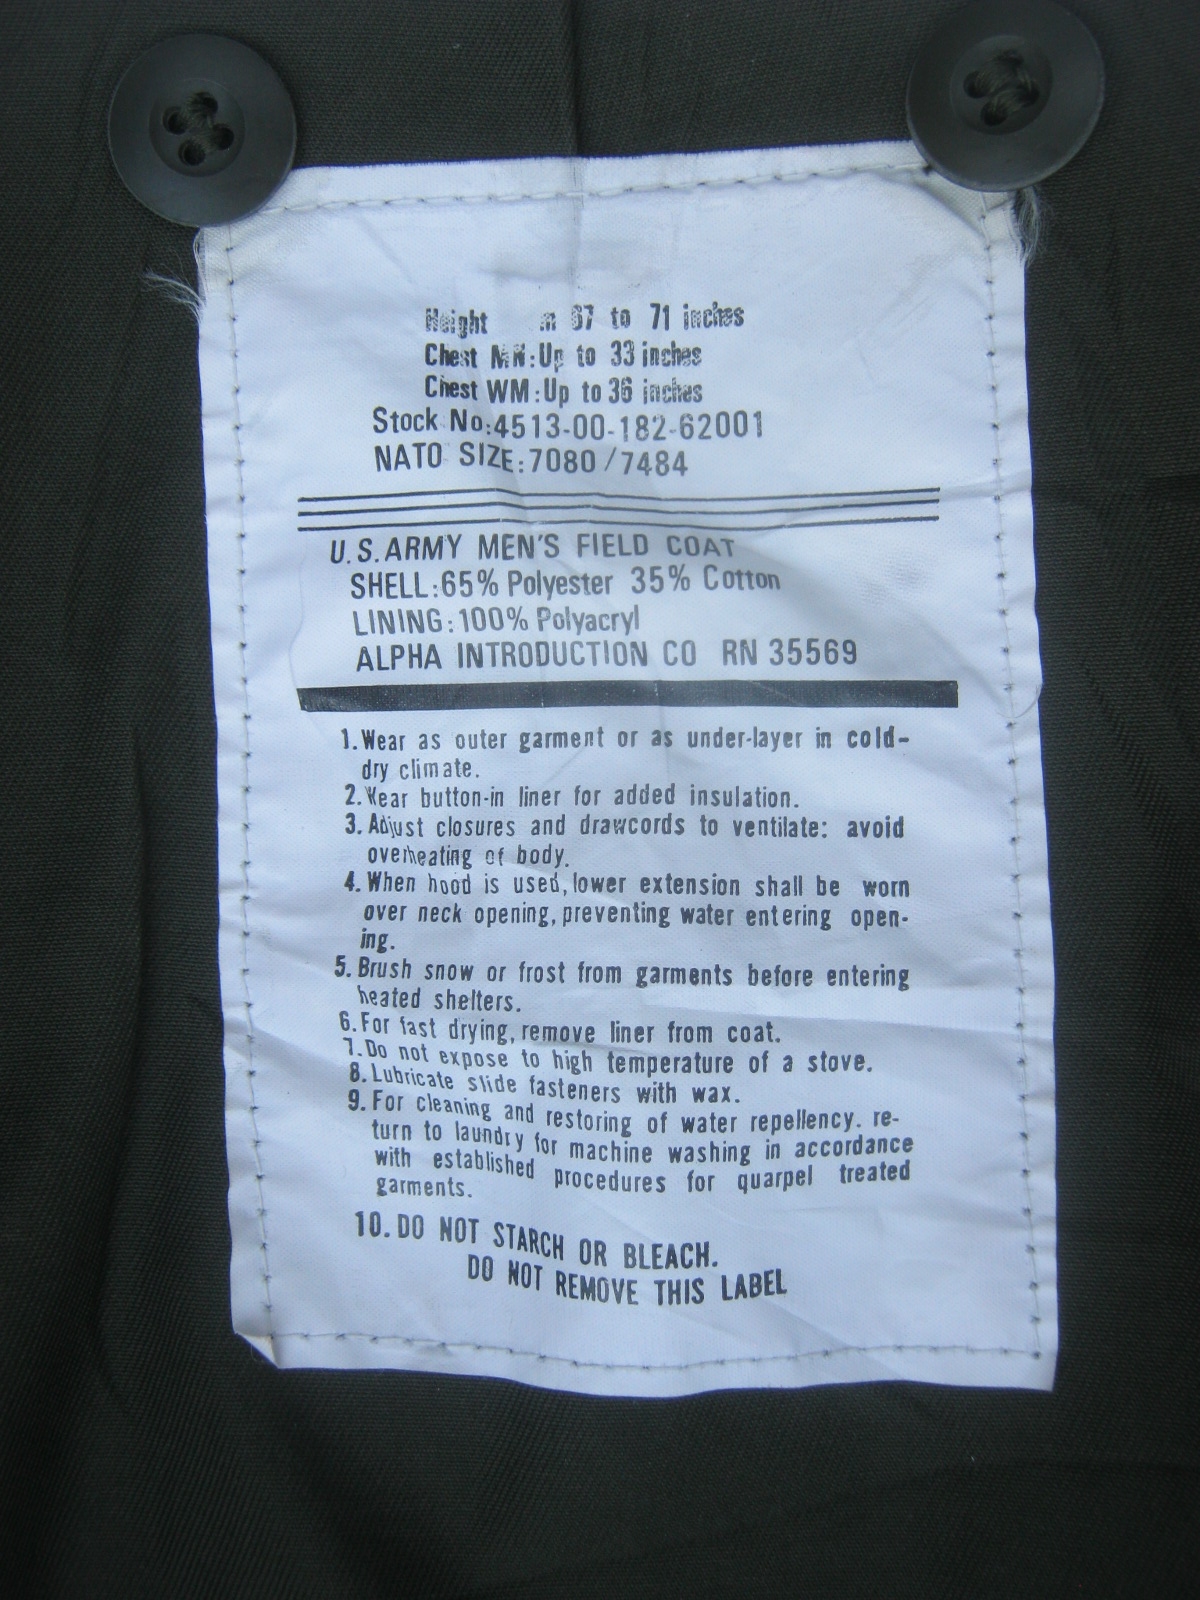 Height m 67 to 71 inches
Chest MN:Up to 33 inches
Chest WM:Up to 36 inches
Stock No:4513-00-182-62001
NATO SIZE:7080/7484
U.S.ARMY MEN'S FIELD COAT
SHELL:65% Polyester 35% Cotton
LINING:100% Polyacryl
ALPHA INTRODUCTION CO RN 35569
1.Wear as outer garment or as under-layer in cold-
dry climate.
2.Wear button-in liner for added insulation.
3.Adjust closures and drawcords to ventilate: avoid
overheating of body.
4.When hood is used,lower extension shall be worn
over neck opening,preventing water entering open-
ing.
5.Brush snow or frost from garments before entering
heated shelters.
6.For fast drying,remove liner from coat.
7.Do not expose to high temperature of a stove.
8.Lubricate slide fasteners with wax.
9.For cleaning and restoring of water repellency. re-
turn to laundry for machine washing in accordance
with established procedures for quarpel treated
garments.
10.DO NOT STARCH OR BLEACH.
DO NOT REMOVE THIS LABEL